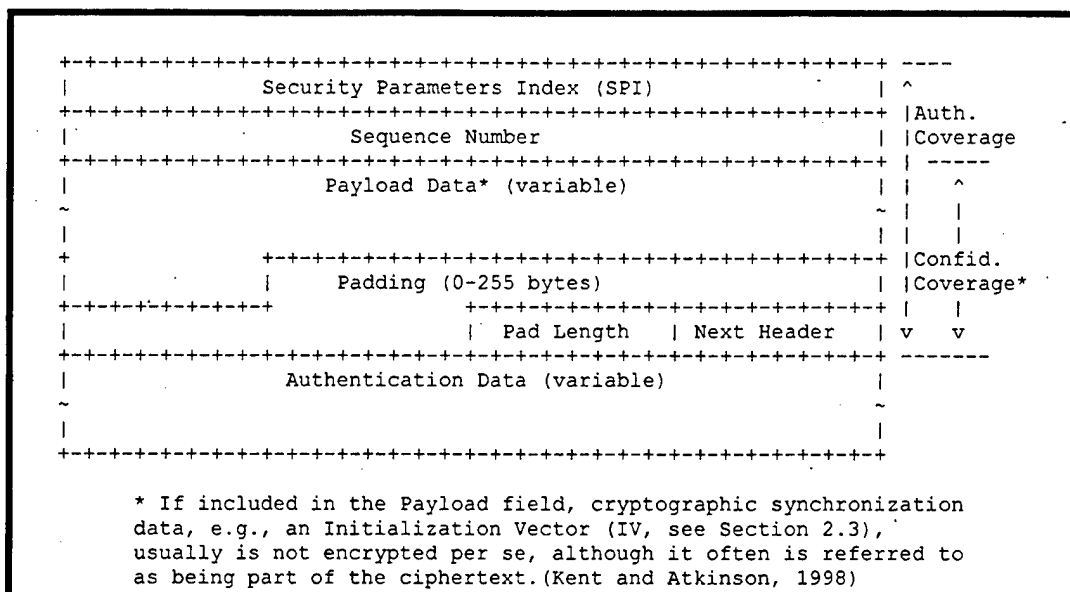 +-+-+-+-+-+-+-+-+-+-+-+-+-+-+-+-+-+-+-+-+-+-+-+-+-+-+-+-+-+-+-+-+ ----
|               Security Parameters Index (SPI)                  | ^
+-+-+-+-+-+-+-+-+-+-+-+-+-+-+-+-+-+-+-+-+-+-+-+-+-+-+-+-+-+-+-+-+ |Auth.
|                      Sequence Number                           | |Coverage
+-+-+-+-+-+-+-+-+-+-+-+-+-+-+-+-+-+-+-+-+-+-+-+-+-+-+-+-+-+-+-+-+ | -----
|                    Payload Data* (variable)                    | |   ^
~                                                                ~ |   |
|                                                                | |   |
+               +-+-+-+-+-+-+-+-+-+-+-+-+-+-+-+-+-+-+-+-+-+-+-+-+ |Confid.
|               |     Padding (0-255 bytes)                      | |Coverage*
+-+-+-+-+-+-+-+-+               +-+-+-+-+-+-+-+-+-+-+-+-+-+-+-+-+ |   |
|                               |  Pad Length   | Next Header    | v   v
+-+-+-+-+-+-+-+-+-+-+-+-+-+-+-+-+-+-+-+-+-+-+-+-+-+-+-+-+-+-+-+-+ -------
|                 Authentication Data (variable)                 |
~                                                                ~
|                                                                |
+-+-+-+-+-+-+-+-+-+-+-+-+-+-+-+-+-+-+-+-+-+-+-+-+-+-+-+-+-+-+-+-+
* If included in the Payload field, cryptographic synchronization
data, e.g., an Initialization Vector (IV, see Section 2.3),
usually is not encrypted per se, although it often is referred to
as being part of the ciphertext.(Kent and Atkinson, 1998)